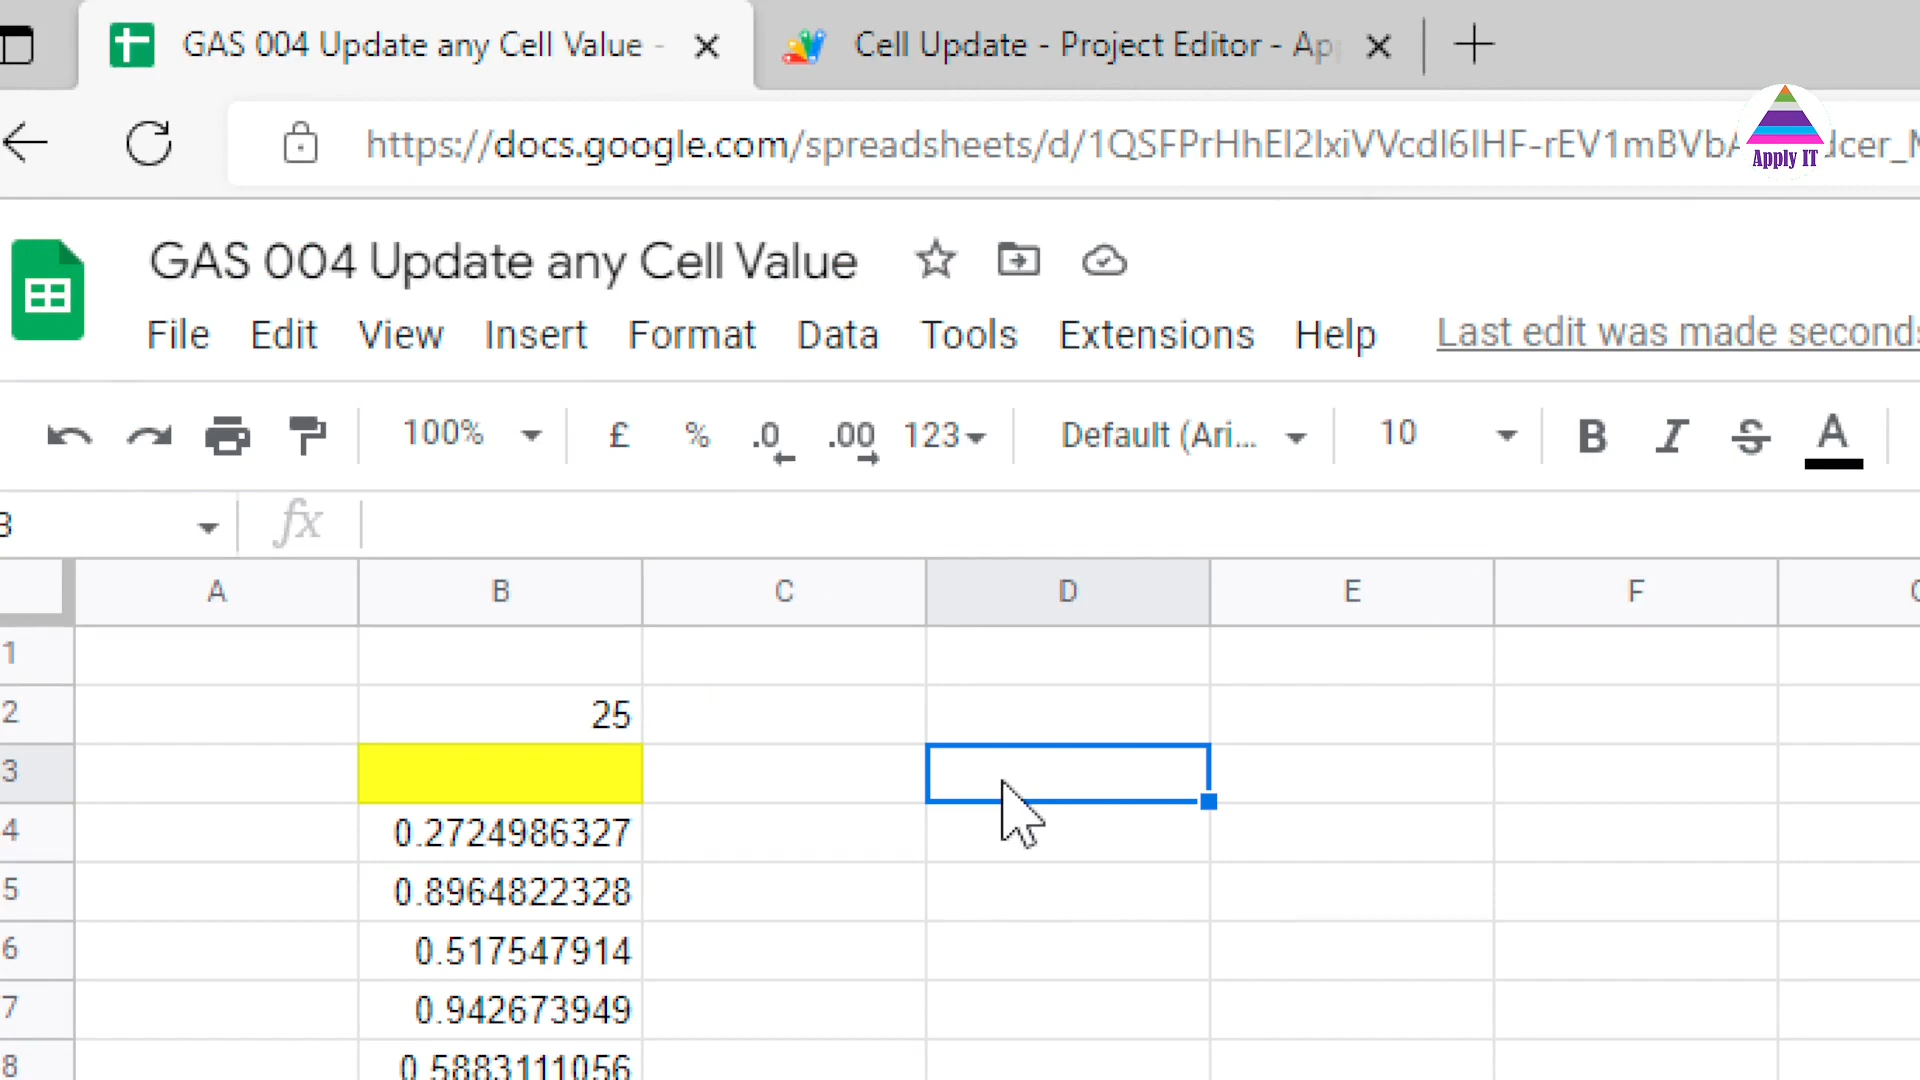 GAS 004 Update any Cell Value -
Cell Update - Project Editor - Ap
https://docs.google.com/spreadsheets/d/
Apply IT
GAS 004 Update any Cell Value
File Edit View Insert Format Data Tools Extensions Help Last edit was made seconds
100% £ % .0 .00 123 Default (Ari... 10 B I S A
3 fx
A B C D E F
1
2 25
3
4 0.2724986327
5 0.8964822328
6 0.517547914
7 0.942673949
8 0.5883111056